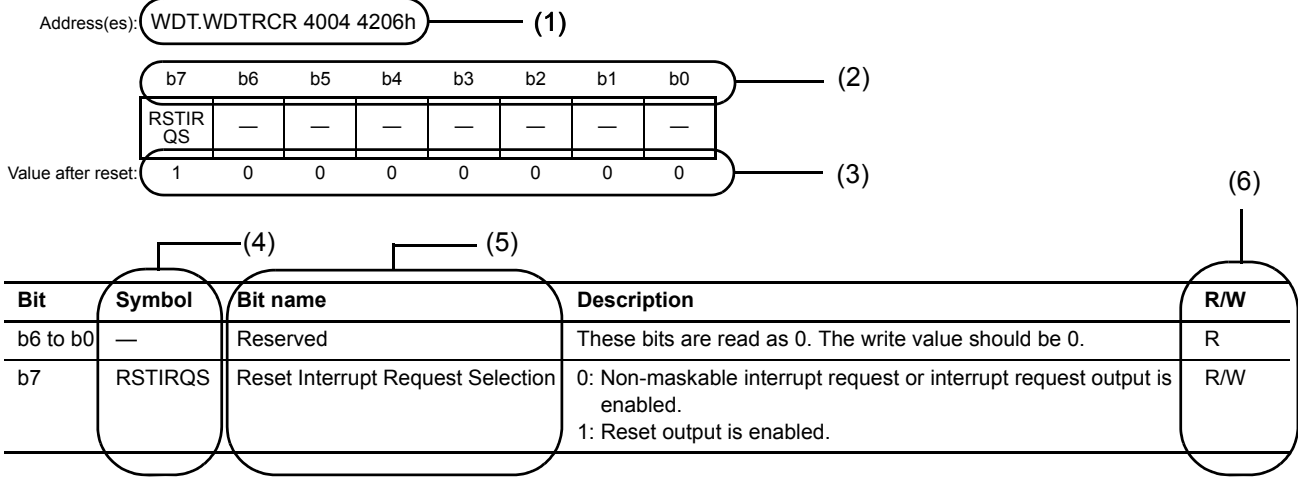 Address(es): WDT.WDTRCR 4004 4206h (1)
b7 b6 b5 b4 b3 b2 b1 b0 (2)
RSTIR
QS — — — — — — —
Value after reset: 1 0 0 0 0 0 0 0 (3)
(6)
(4) (5)
Bit Symbol Bit name Description R/W
b6 to b0 — Reserved These bits are read as 0. The write value should be 0. R
b7 RSTIRQS Reset Interrupt Request Selection 0: Non-maskable interrupt request or interrupt request output is R/W
enabled.
1: Reset output is enabled.